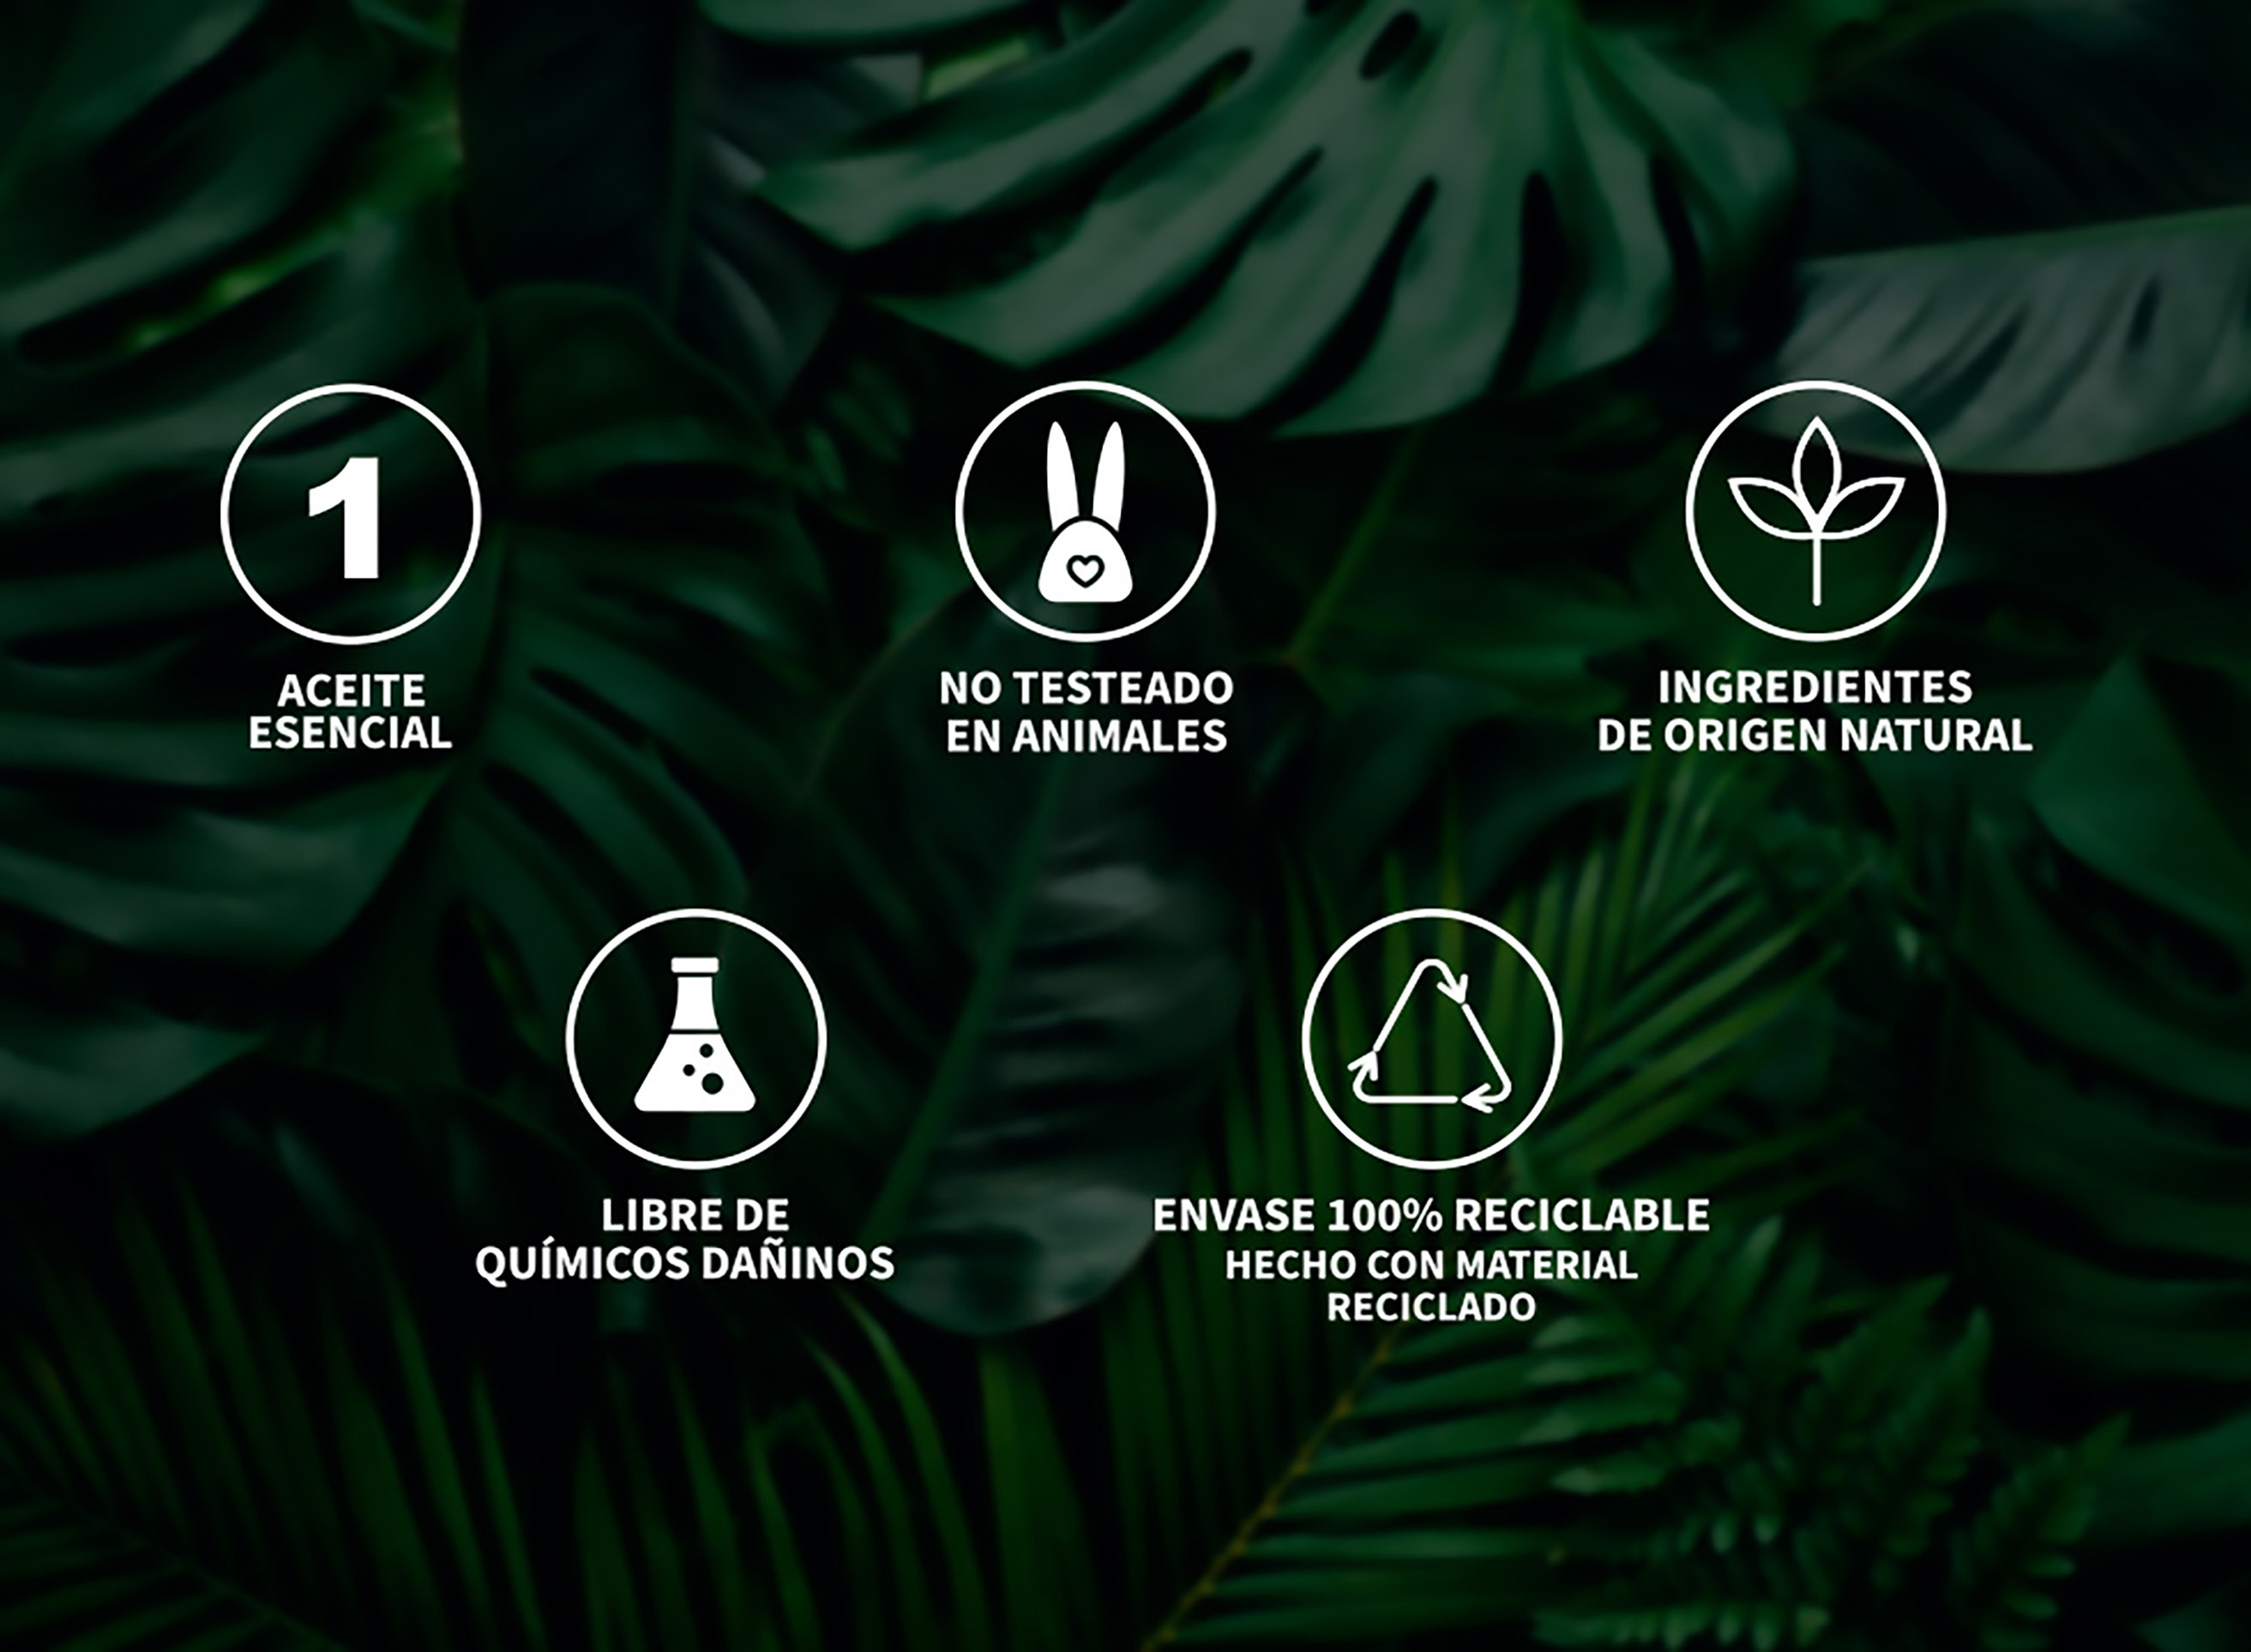 1
ACEITE
ESENCIAL
NO TESTEADO
EN ANIMALES
INGREDIENTES
DE ORIGEN NATURAL
LIBRE DE
QUÍMICOS DAÑINOS
ENVASE 100% RECICLABLE
HECHO CON MATERIAL
RECICLADO